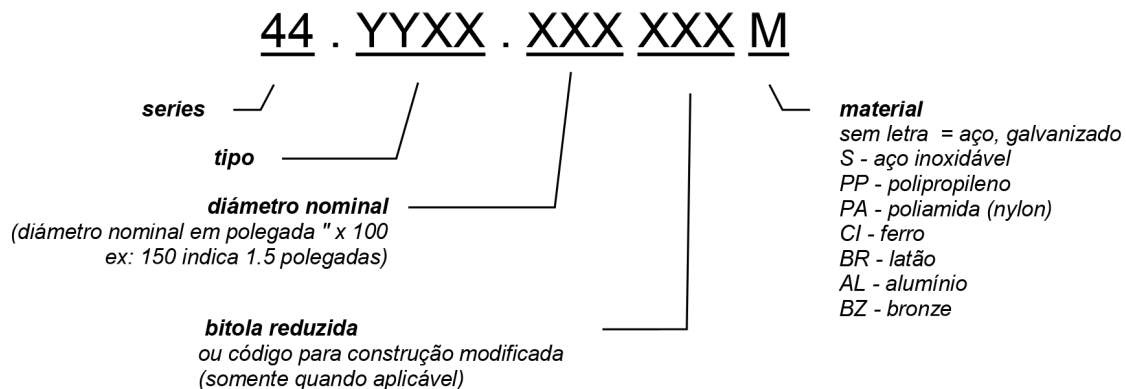 44 . YYXX . XXX XXX M
series
tipo
diámetro nominal
(diámetro nominal em polegada " x 100
ex: 150 indica 1.5 polegadas)
bitola reduzida
ou código para construção modificada
(somente quando aplicável)
material
sem letra = aço, galvanizado
S - aço inoxidável
PP - polipropileno
PA - poliamida (nylon)
CI - ferro
BR - latão
AL - alumínio
BZ - bronze